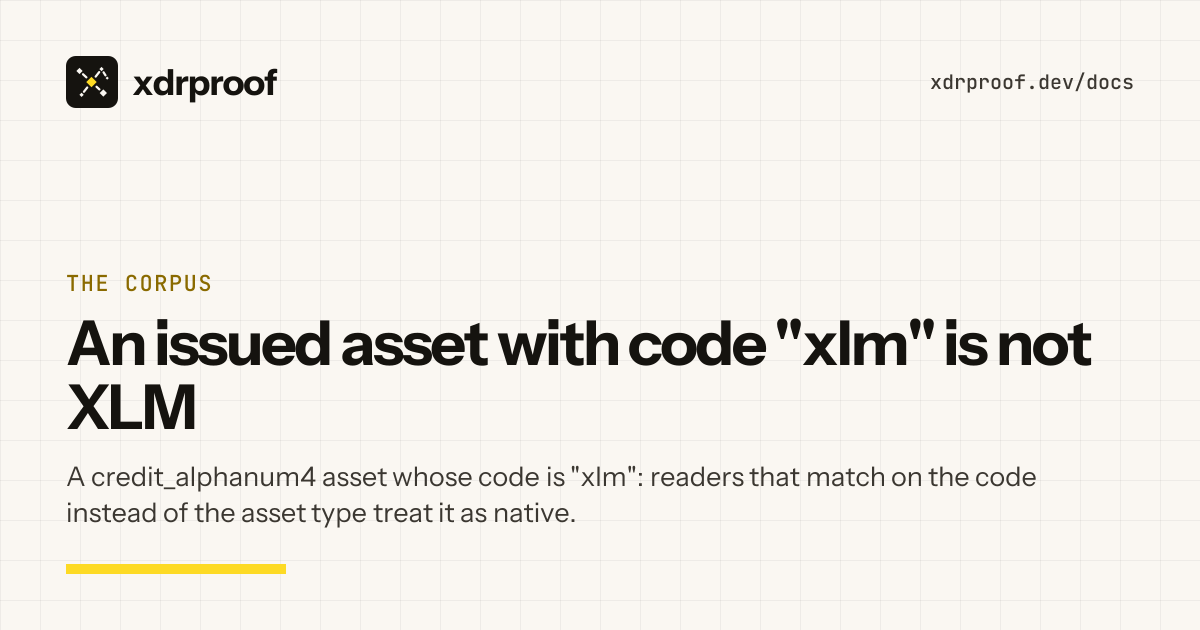 xdrproof
xdrproof.dev/docs
THE CORPUS
An issued asset with code "xlm" is not
XLM
A credit_alphanum4 asset whose code is "xlm": readers that match on the code
instead of the asset type treat it as native.